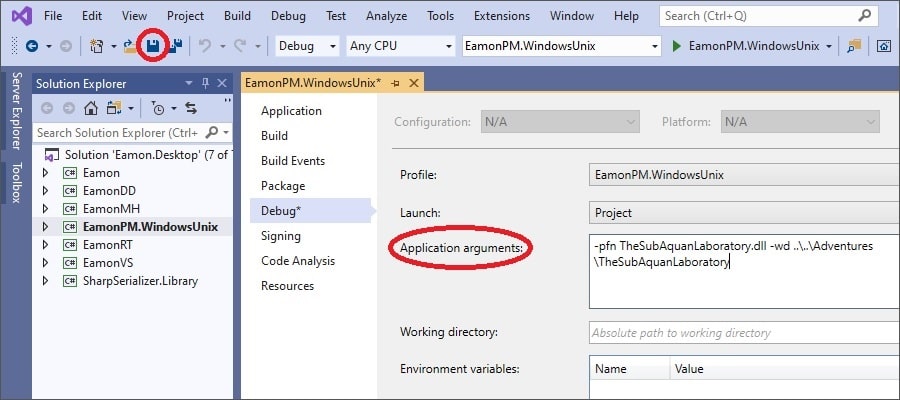 File Edit View Project Build Debug Test Analyze Tools Extensions Window Help Search (Ctrl+Q)
Debug Any CPU EamonPM.WindowsUnix EamonPM.WindowsUnix
Server Explorer
Toolbox
Solution Explorer
Search Solution Explorer (Ctrl+
Solution 'Eamon.Desktop' (7 of
C# Eamon
C# EamonDD
C# EamonMH
C# EamonPM.WindowsUnix
C# EamonRT
C# EamonVS
C# SharpSerializer.Library
EamonPM.WindowsUnix*
Application
Build
Build Events
Package
Debug*
Signing
Code Analysis
Resources
Configuration: N/A Platform: N/A
Profile: EamonPM.WindowsUnix
Launch: Project
Application arguments: -pfn TheSubAquanLaboratory.dll -wd ..\..\Adventures
\TheSubAquanLaboratory
Working directory: Absolute path to working directory
Environment variables: Name Value